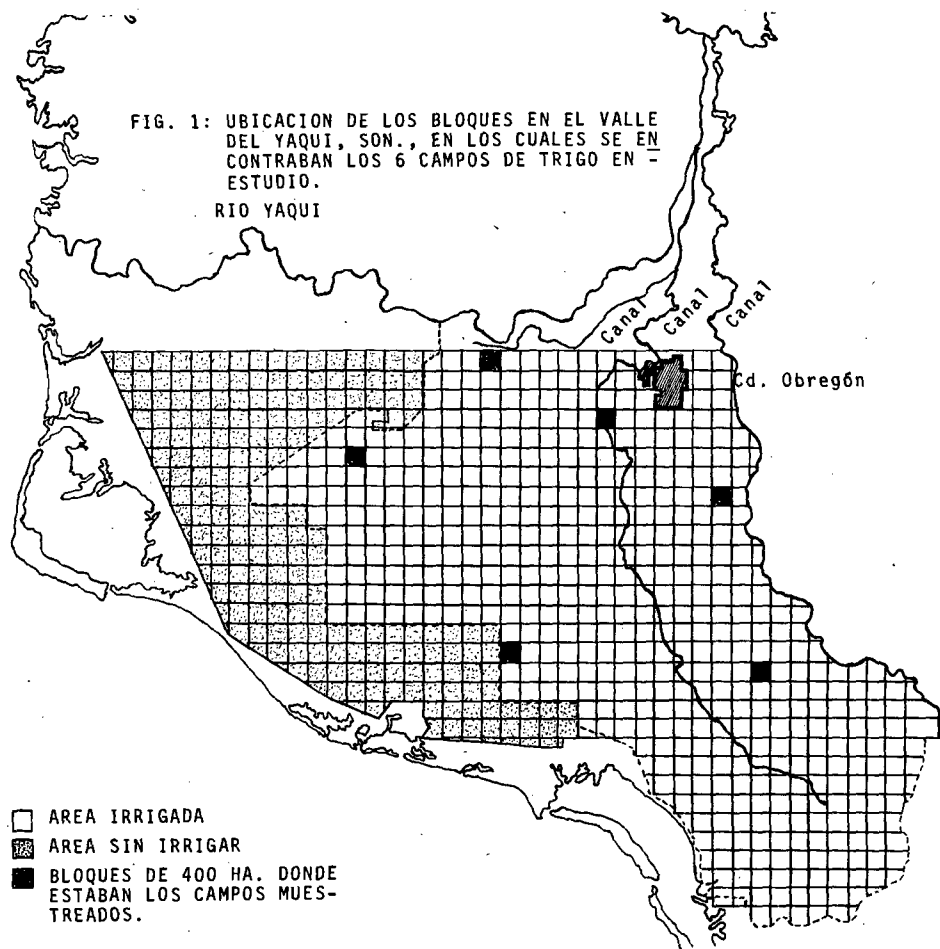 FIG. 1: UBICACION DE LOS BLOQUES EN EL VALLE
DEL YAQUI, SON., EN LOS CUALES SE EN
CONTRABAN LOS 6 CAMPOS DE TRIGO EN -
ESTUDIO.
RIO YAQUI
Canal
Canal
Canal
Cd. Obregón
AREA IRRIGADA
AREA SIN IRRIGAR
BLOQUES DE 400 HA. DONDE
ESTABAN LOS CAMPOS MUES-
TREADOS.